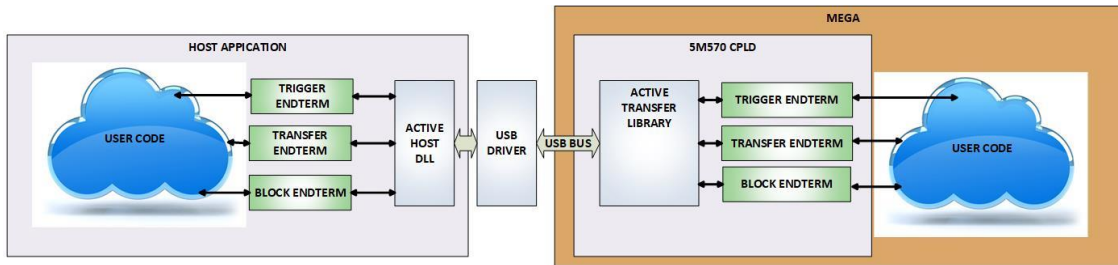 MEGA
HOST APPICATION
5M570 CPLD
USER CODE
TRIGGER
ENDTERM
TRANSFER
ENDTERM
BLOCK ENDTERM
ACTIVE
HOST
DLL
USB
DRIVER
USB BUS
ACTIVE
TRANSFER
LIBRARY
TRIGGER ENDTERM
TRANSFER ENDTERM
BLOCK ENDTERM
USER CODE